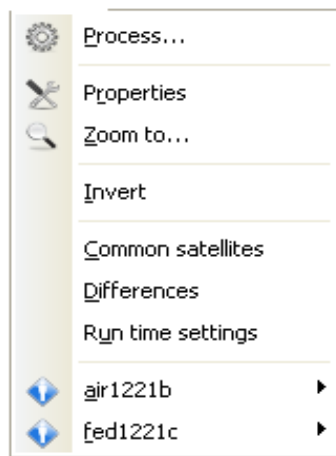 Process...
Properties
Zoom to...
Invert
Common satellites
Differences
Run time settings
air1221b
fed1221c